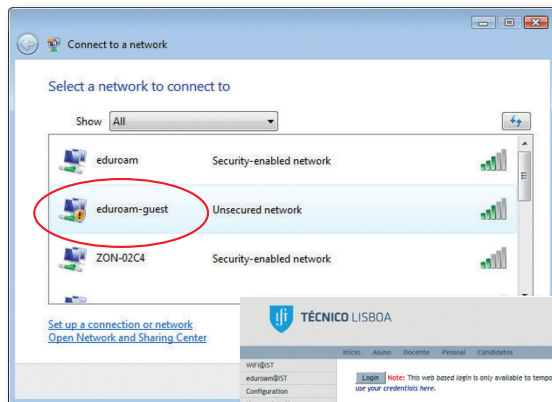 Connect to a network
Select a network to connect to
Show All
eduroam Security-enabled network
eduroam-guest Unsecured network
ZON-02C4 Security-enabled network
Set up a connection or network
Open Network and Sharing Center
TÉCNICO LISBOA
Início Aluno Docente Pessoal Candidatos
WiFi@IST
eduroam@IST
Configuration
Login Note: This web based login is only available to tempo
use your credentials here.